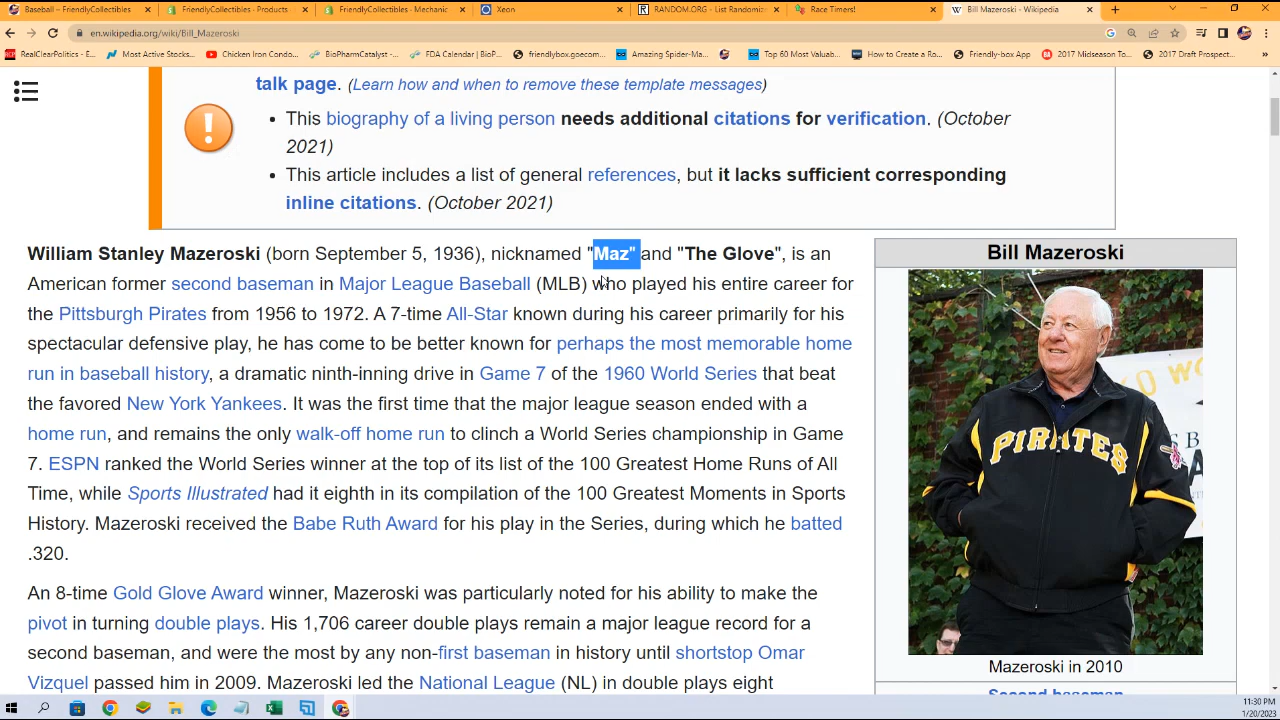 Baseball – FriendlyCollectibles
FriendlyCollectibles - Products
FriendlyCollectibles - Mechanic
Xeon
RANDOM.ORG - List Randomizer
Race Timers!
Bill Mazeroski - Wikipedia
en.wikipedia.org/wiki/Bill_Mazeroski
RealClearPolitics - E...
Most Active Stocks...
Chicken Iron Condo...
BioPharmCatalyst -...
FDA Calendar | BioP...
friendlybox.goecom...
Amazing Spider-Ma...
Top 60 Most Valuab...
How to Create a Ro...
Friendly-box App
2017 Midseason To...
2017 Draft Prospect...
talk page. (Learn how and when to remove these template messages)
• This biography of a living person needs additional citations for verification. (October
2021)
• This article includes a list of general references, but it lacks sufficient corresponding
inline citations. (October 2021)
William Stanley Mazeroski (born September 5, 1936), nicknamed "Maz" and "The Glove", is an
American former second baseman in Major League Baseball (MLB) who played his entire career for
the Pittsburgh Pirates from 1956 to 1972. A 7-time All-Star known during his career primarily for his
spectacular defensive play, he has come to be better known for perhaps the most memorable home
run in baseball history, a dramatic ninth-inning drive in Game 7 of the 1960 World Series that beat
the favored New York Yankees. It was the first time that the major league season ended with a
home run, and remains the only walk-off home run to clinch a World Series championship in Game
7. ESPN ranked the World Series winner at the top of its list of the 100 Greatest Home Runs of All
Time, while Sports Illustrated had it eighth in its compilation of the 100 Greatest Moments in Sports
History. Mazeroski received the Babe Ruth Award for his play in the Series, during which he batted
.320.
An 8-time Gold Glove Award winner, Mazeroski was particularly noted for his ability to make the
pivot in turning double plays. His 1,706 career double plays remain a major league record for a
second baseman, and were the most by any non-first baseman in history until shortstop Omar
Vizquel passed him in 2009. Mazeroski led the National League (NL) in double plays eight
Bill Mazeroski
PIRATES
Mazeroski in 2010
Second baseman
11:30 PM
1/20/2023